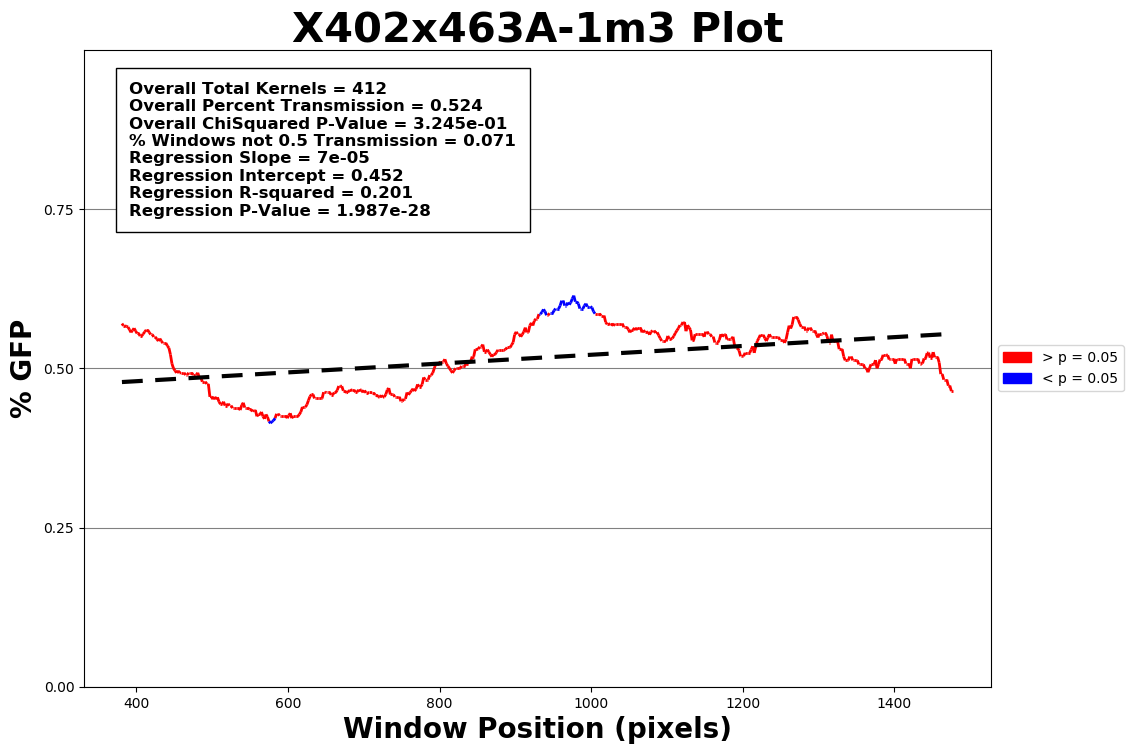 X402x463A-1m3 Plot
Overall Total Kernels = 412
Overall Percent Transmission = 0.524
Overall ChiSquared P-Value = 3.245e-01
% Windows not 0.5 Transmission = 0.071
Regression Slope = 7e-05
Regression Intercept = 0.452
Regression R-squared = 0.201
Regression P-Value = 1.987e-28
% GFP
0.75
0.50
0.25
0.00
> p = 0.05
< p = 0.05
400 600 800 1000 1200 1400
Window Position (pixels)